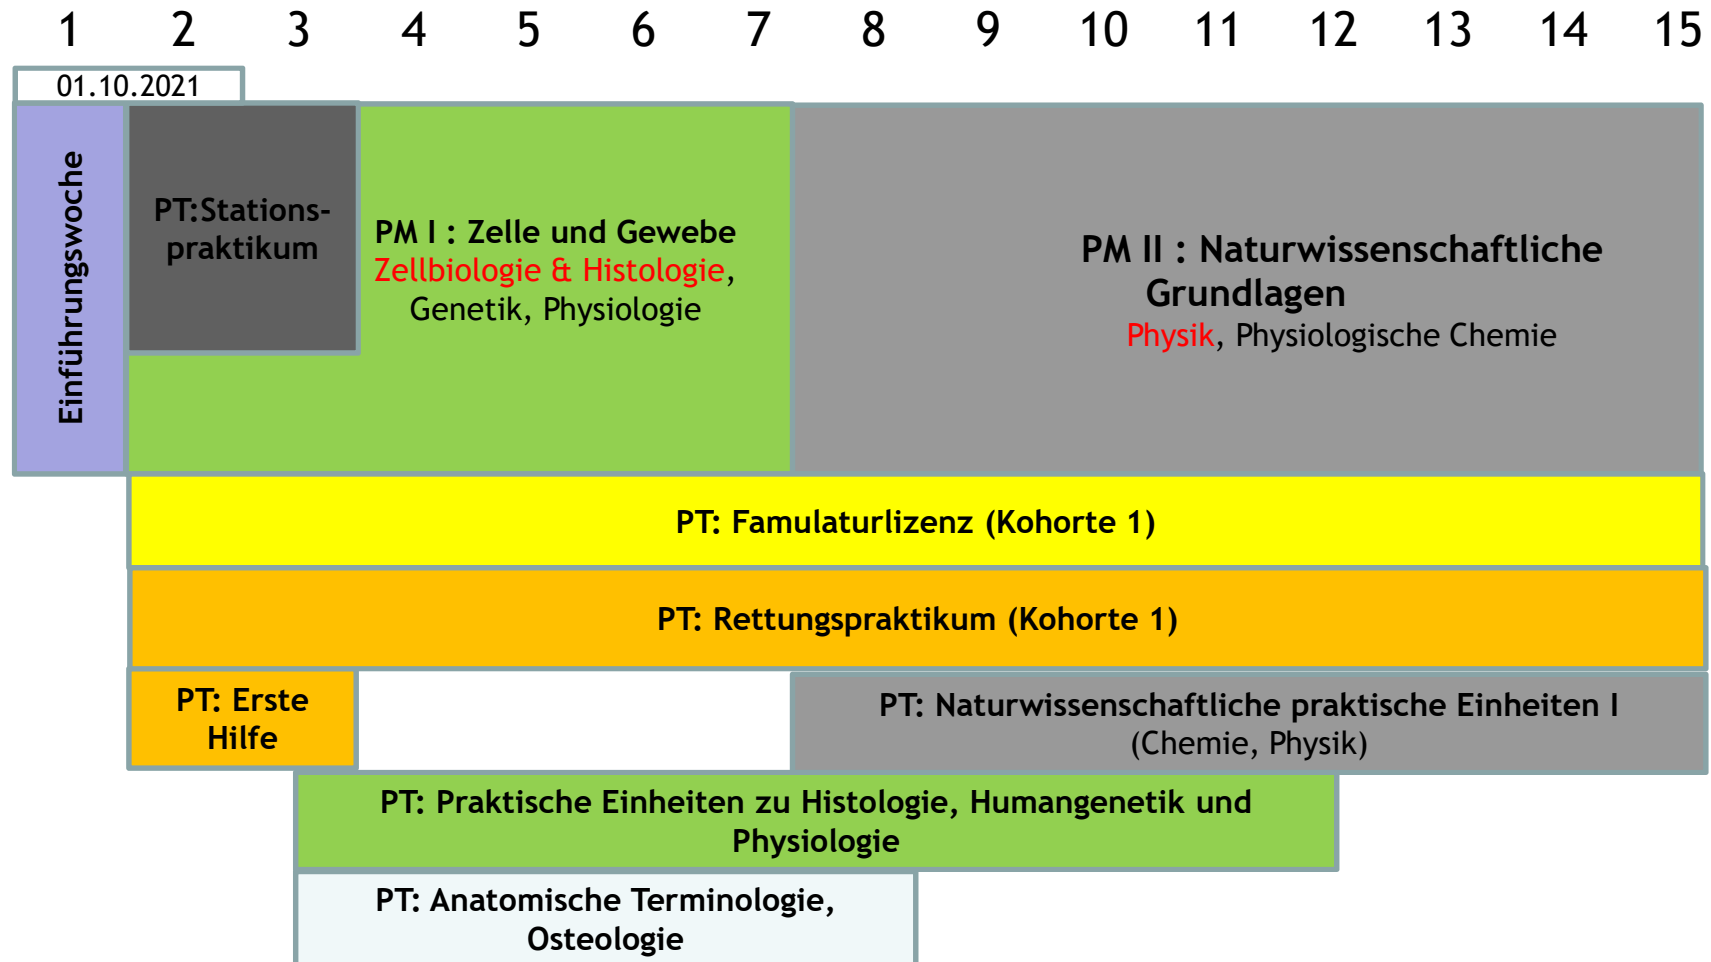 1 2 3 4 5 6 7 8 9 10 11 12 13 14 15
01.10.2021
Einführungswoche
PT:Stations-
praktikum
PM I : Zelle und Gewebe
Zellbiologie & Histologie,
Genetik, Physiologie
PM II : Naturwissenschaftliche
Grundlagen
Physik, Physiologische Chemie
PT: Famulaturlizenz (Kohorte 1)
PT: Rettungspraktikum (Kohorte 1)
PT: Erste
Hilfe
PT: Naturwissenschaftliche praktische Einheiten I
(Chemie, Physik)
PT: Praktische Einheiten zu Histologie, Humangenetik und
Physiologie
PT: Anatomische Terminologie,
Osteologie